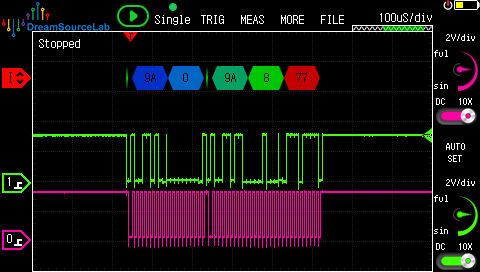 DreamSourceLab
Single TRIG MEAS MORE FILE
100uS/div
Stopped
T
I
9A 0 9A 8 ??
2V/div
ful
sin
DC 10X
AUTO
SET
2V/div
ful
sin
DC 10X
1
0